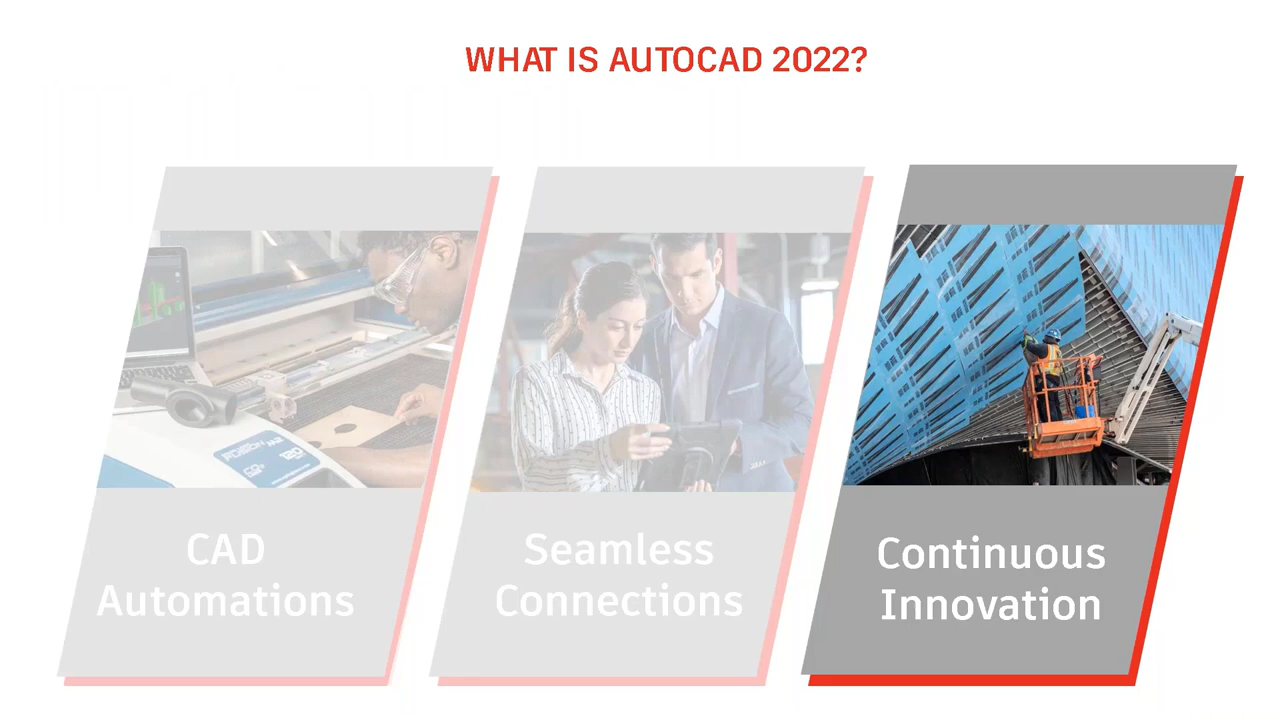 WHAT IS AUTOCAD 2022?
CAD
Automations
Seamless
Connections
Continuous
Innovation